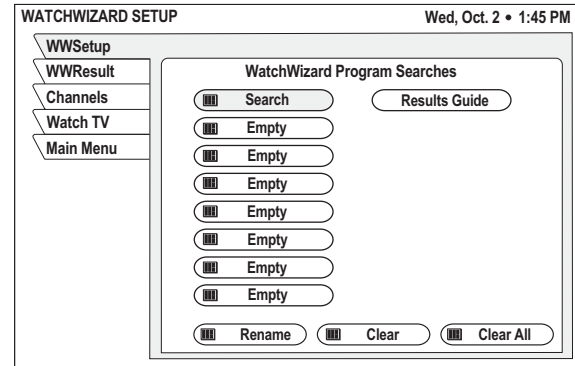 WATCHWIZARD SETUP Wed, Oct. 2 • 1:45 PM
WWSetup
WWResult
Channels
Watch TV
Main Menu
WatchWizard Program Searches
Search Results Guide
Empty
Empty
Empty
Empty
Empty
Empty
Empty
Rename Clear Clear All